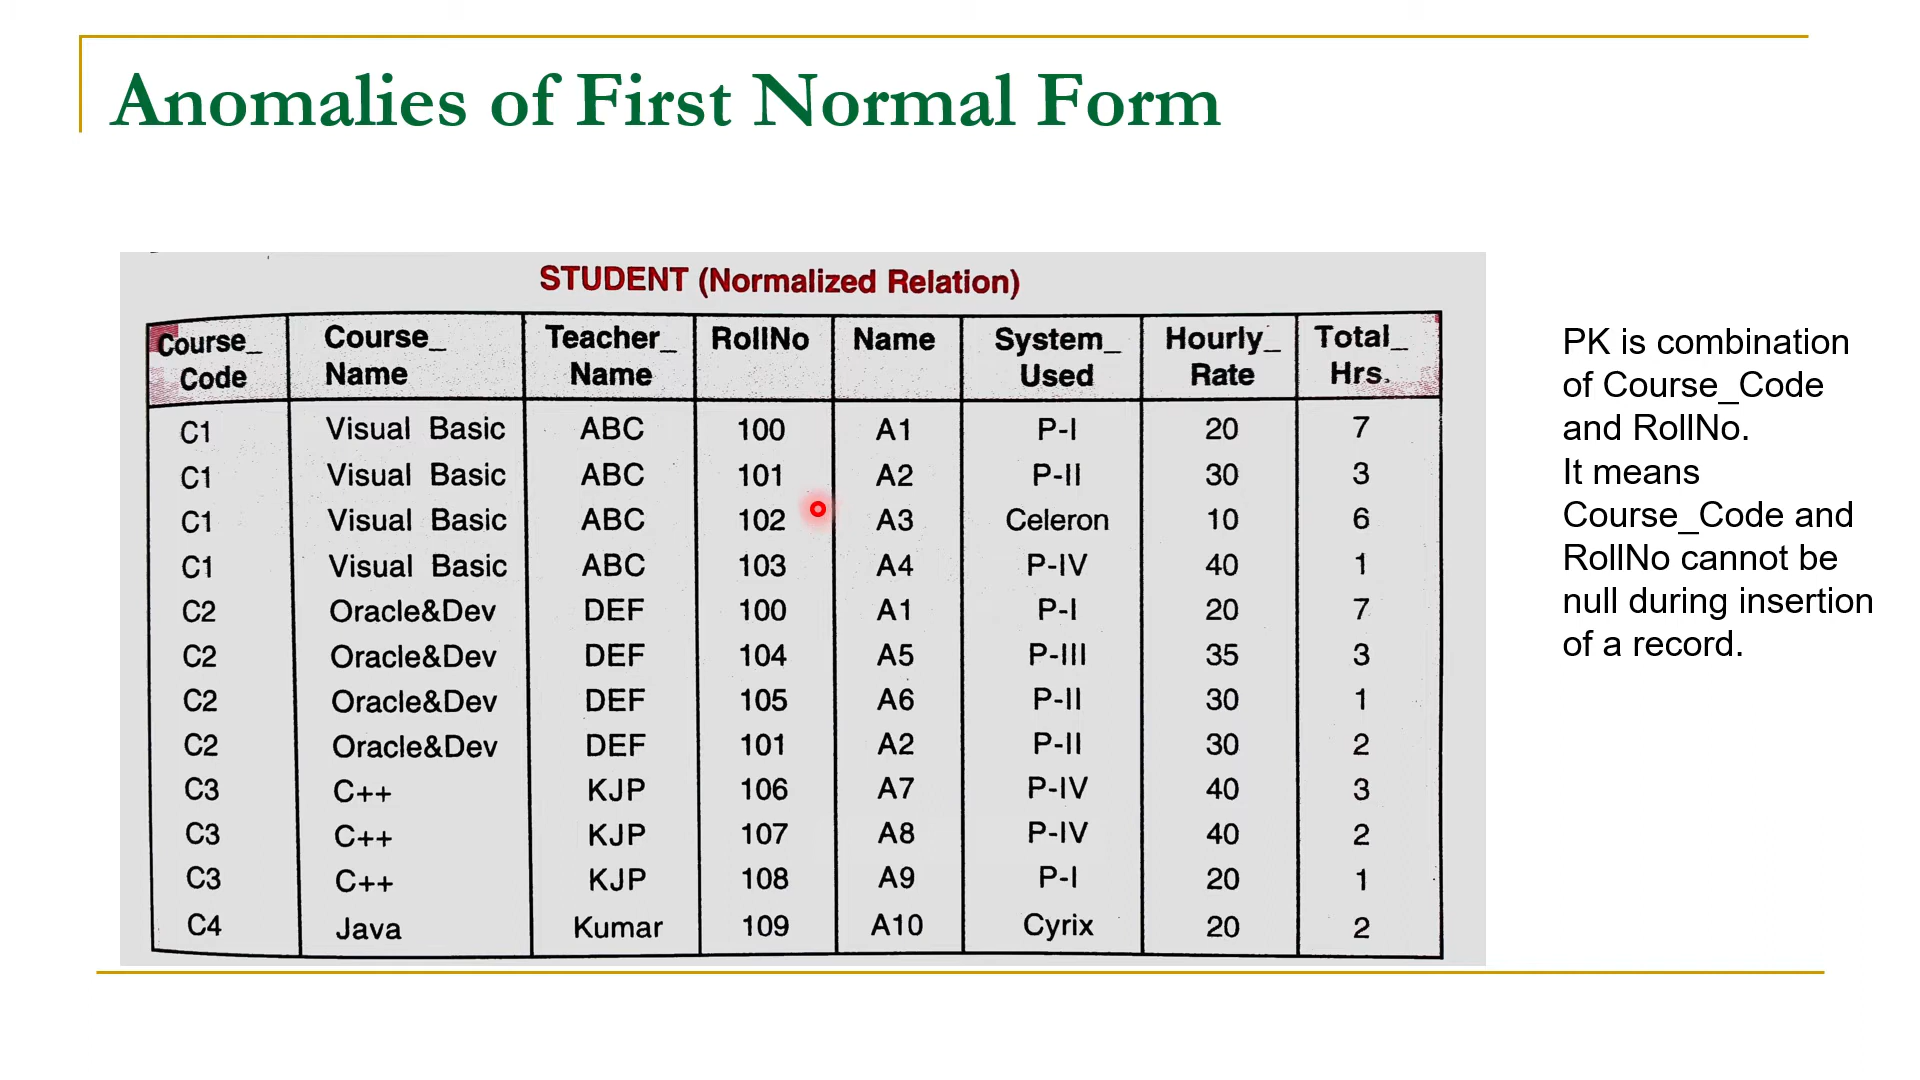 Anomalies of First Normal Form
STUDENT (Normalized Relation)
Course_ Code Course_ Name Teacher_ Name RollNo Name System_ Used Hourly_ Rate Total_ Hrs.
C1 Visual Basic ABC 100 A1 P-I 20 7
C1 Visual Basic ABC 101 A2 P-II 30 3
C1 Visual Basic ABC 102 A3 Celeron 10 6
C1 Visual Basic ABC 103 A4 P-IV 40 1
C2 Oracle&Dev DEF 100 A1 P-I 20 7
C2 Oracle&Dev DEF 104 A5 P-III 35 3
C2 Oracle&Dev DEF 105 A6 P-II 30 1
C2 Oracle&Dev DEF 101 A2 P-II 30 2
C3 C++ KJP 106 A7 P-IV 40 3
C3 C++ KJP 107 A8 P-IV 40 2
C3 C++ KJP 108 A9 P-I 20 1
C4 Java Kumar 109 A10 Cyrix 20 2
PK is combination
of Course_Code
and RollNo.
It means
Course_Code and
RollNo cannot be
null during insertion
of a record.